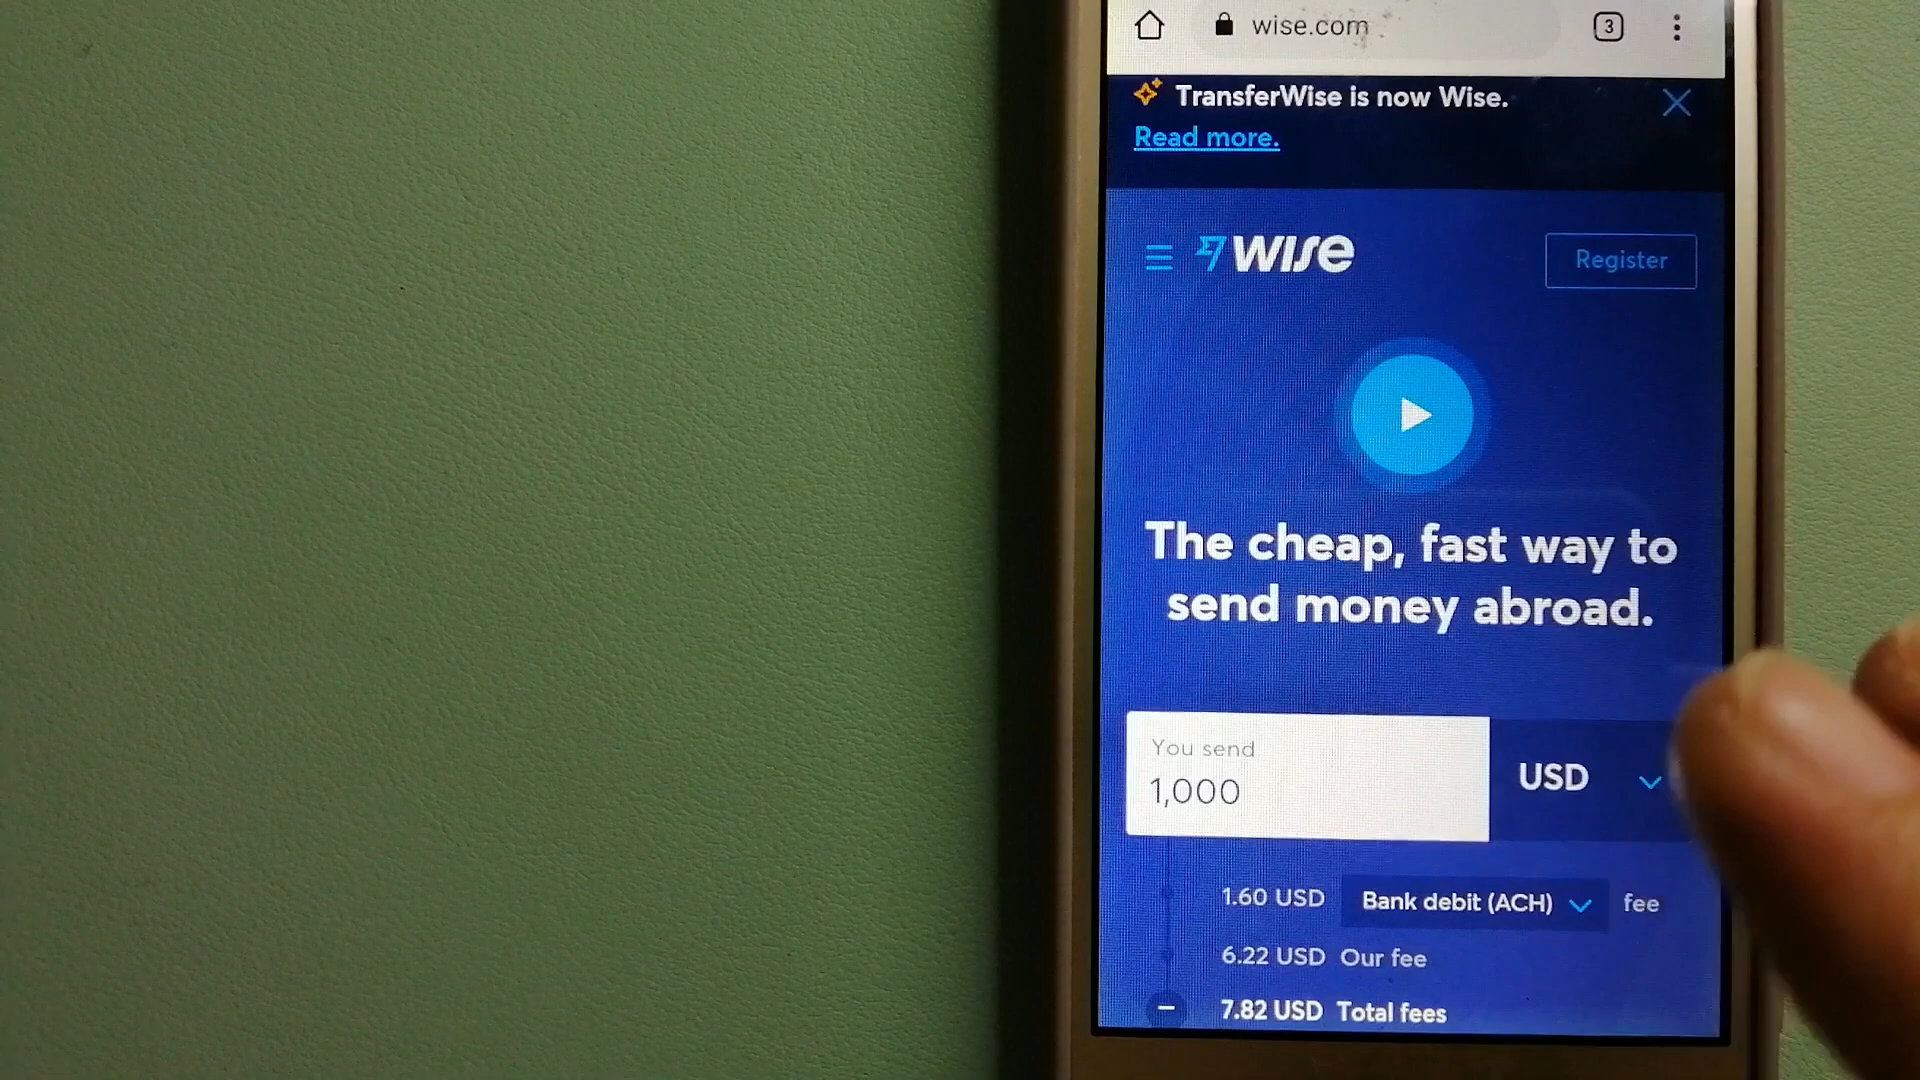 wise.com
3
TransferWise is now Wise.
Read more.
wise
Register
The cheap, fast way to
send money abroad.
You send
1,000
USD
1.60 USD Bank debit (ACH) fee
6.22 USD Our fee
7.82 USD Total fees